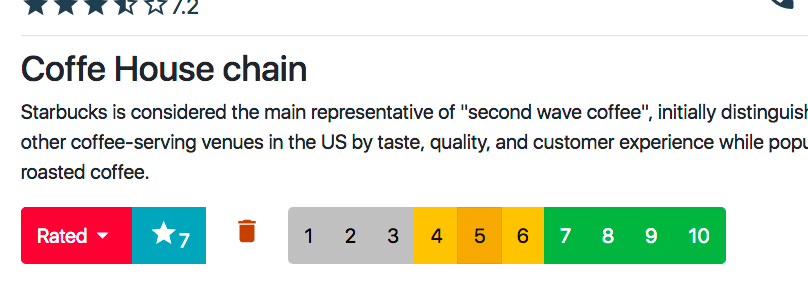 7.2
Coffe House chain
Starbucks is considered the main representative of "second wave coffee", initially
other coffee-serving venues in the US by taste, quality, and customer experience while
roasted coffee.
Rated 7 1 2 3 4 5 6 7 8 9 10